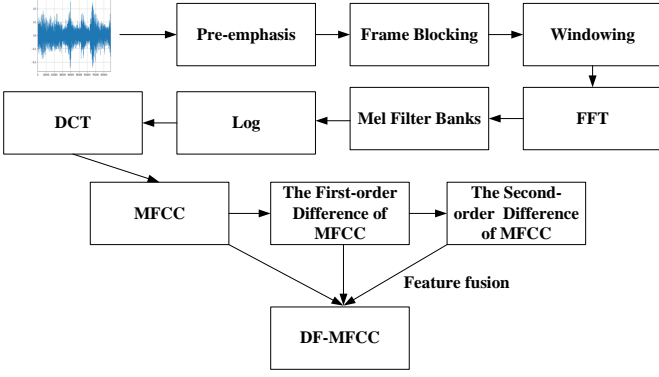 Pre-emphasis
Frame Blocking
Windowing
DCT
Log
Mel Filter Banks
FFT
MFCC
The First-order
Difference of
MFCC
The Second-
order Difference
of MFCC
Feature fusion
DF-MFCC